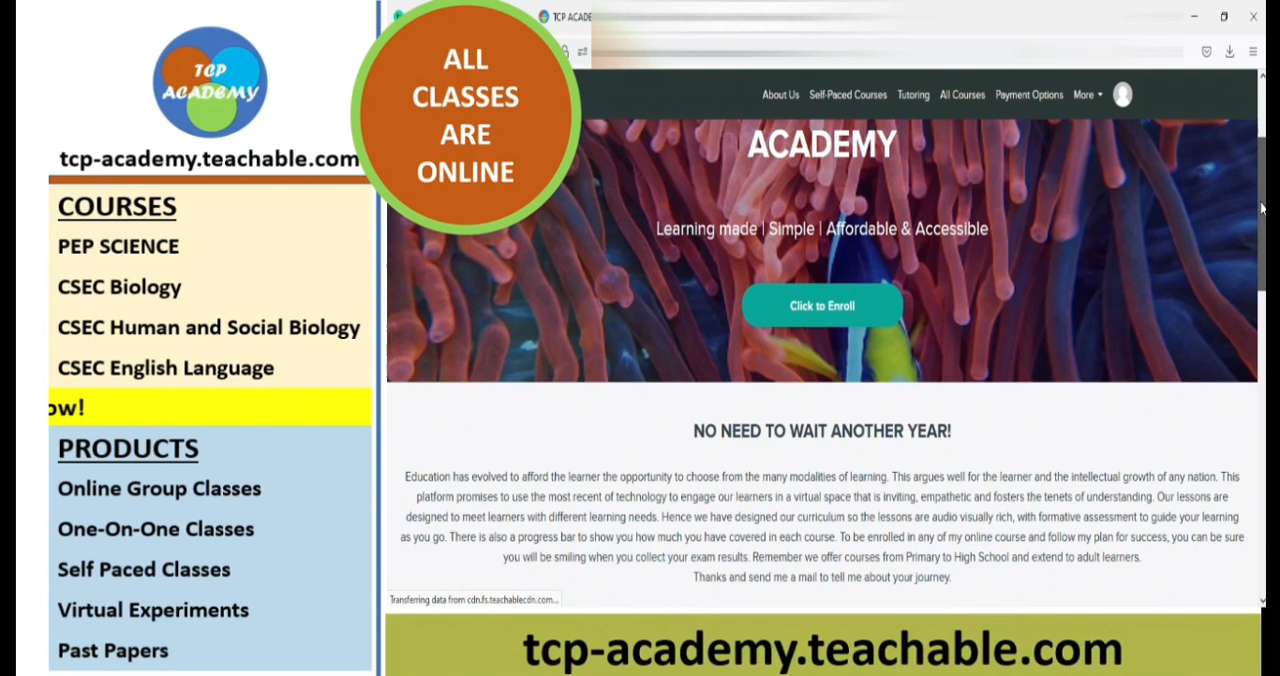 TCP
ACADEMY
tcp-academy.teachable.com
COURSES
PEP SCIENCE
CSEC Biology
CSEC Human and Social Biology
CSEC English Language
ow!
PRODUCTS
Online Group Classes
One-On-One Classes
Self Paced Classes
Virtual Experiments
Past Papers
ALL
CLASSES
ARE
ONLINE
TCP ACADE
About Us Self-Paced Courses Tutoring All Courses Payment Options More
ACADEMY
Learning made | Simple | Affordable & Accessible
Click to Enroll
NO NEED TO WAIT ANOTHER YEAR!
Education has evolved to afford the learner the opportunity to choose from the many modalities of learning. This argues well for the learner and the intellectual growth of any nation. This
platform promises to use the most recent of technology to engage our learners in a virtual space that is inviting, empathetic and fosters the tenets of understanding. Our lessons are
designed to meet learners with different learning needs. Hence we have designed our curriculum so the lessons are audio visually rich, with formative assessment to guide your learning
as you go. There is also a progress bar to show you how much you have covered in each course. To be enrolled in any of my online course and follow my plan for success, you can be sure
you will be smiling when you collect your exam results. Remember we offer courses from Primary to High School and extend to adult learners.
Thanks and send me a mail to tell me about your journey.
Transferring data from cdn.fs.teachablecdn.com...
tcp-academy.teachable.com